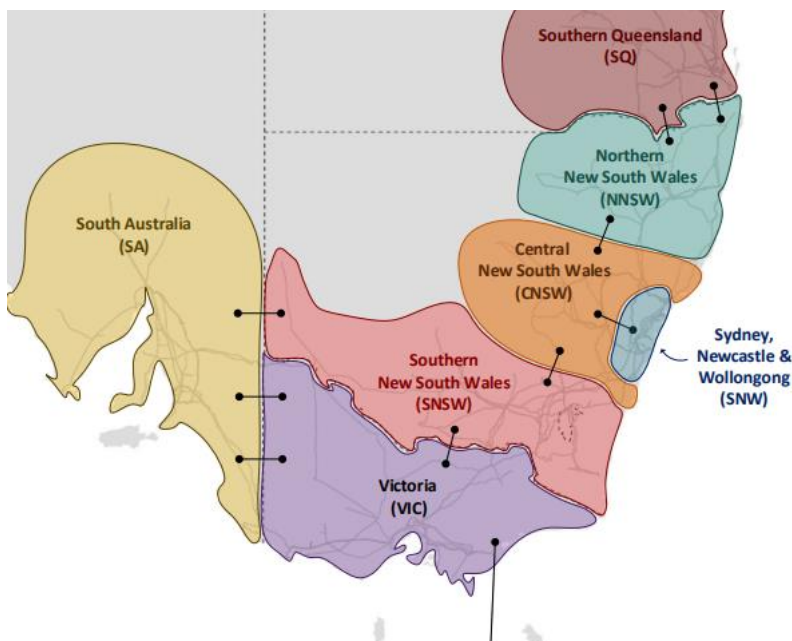 Southern Queensland
(SQ)
Northern
New South Wales
(NNSW)
South Australia
(SA)
Central
New South Wales
(CNSW)
Sydney,
Newcastle &
Wollongong
(SNW)
Southern
New South Wales
(SNSW)
Victoria
(VIC)